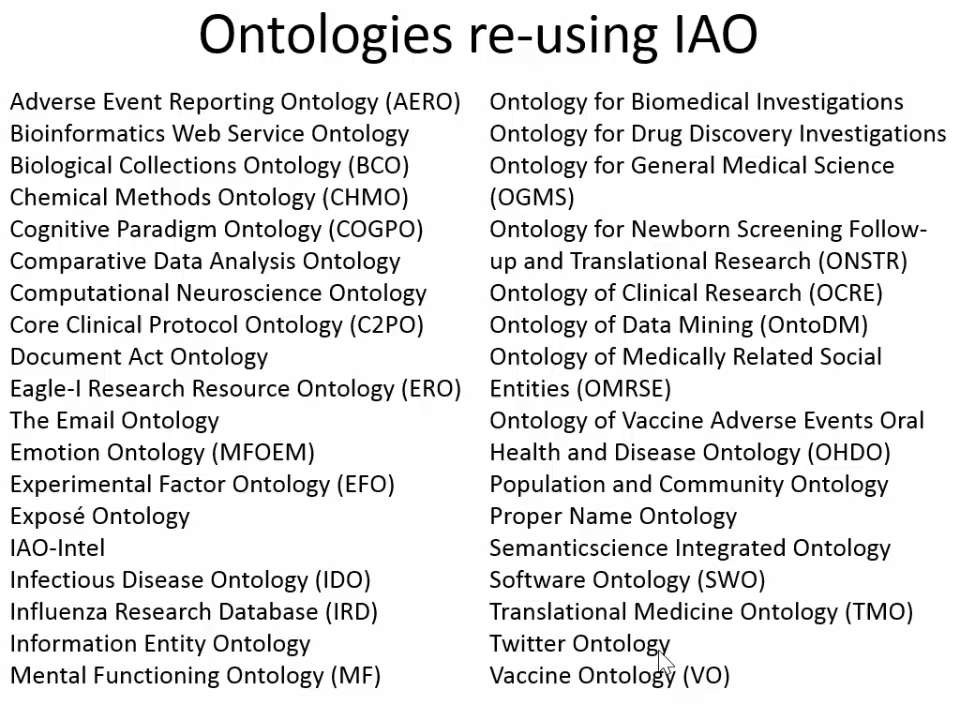 Ontologies re-using IAO
Adverse Event Reporting Ontology (AERO)
Bioinformatics Web Service Ontology
Biological Collections Ontology (BCO)
Chemical Methods Ontology (CHMO)
Cognitive Paradigm Ontology (COGPO)
Comparative Data Analysis Ontology
Computational Neuroscience Ontology
Core Clinical Protocol Ontology (C2PO)
Document Act Ontology
Eagle-I Research Resource Ontology (ERO)
The Email Ontology
Emotion Ontology (MFOEM)
Experimental Factor Ontology (EFO)
Exposé Ontology
IAO-Intel
Infectious Disease Ontology (IDO)
Influenza Research Database (IRD)
Information Entity Ontology
Mental Functioning Ontology (MF)
Ontology for Biomedical Investigations
Ontology for Drug Discovery Investigations
Ontology for General Medical Science
(OGMS)
Ontology for Newborn Screening Follow-
up and Translational Research (ONSTR)
Ontology of Clinical Research (OCRE)
Ontology of Data Mining (OntoDM)
Ontology of Medically Related Social
Entities (OMRSE)
Ontology of Vaccine Adverse Events Oral
Health and Disease Ontology (OHDO)
Population and Community Ontology
Proper Name Ontology
Semanticscience Integrated Ontology
Software Ontology (SWO)
Translational Medicine Ontology (TMO)
Twitter Ontology
Vaccine Ontology (VO)